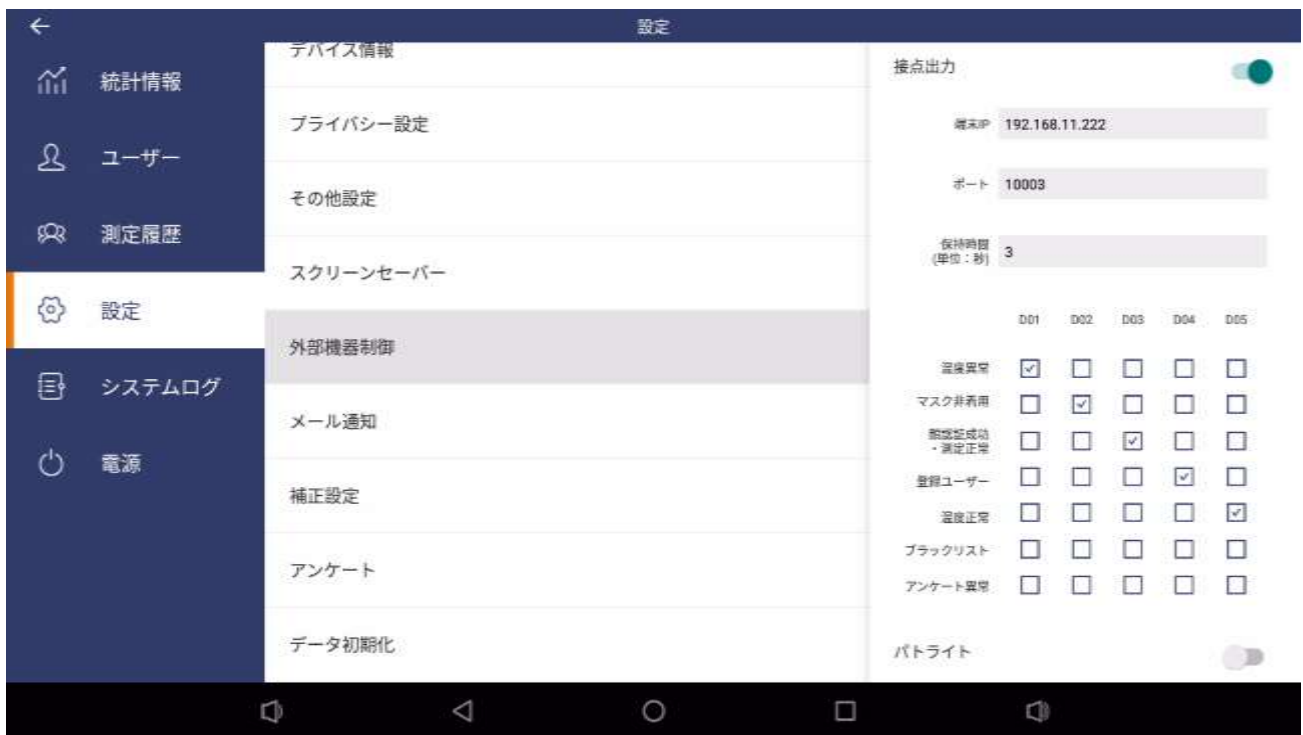 設定
統計情報
ユーザー
測定履歴
設定
システムログ
電源
デバイス情報
プライバシー設定
その他設定
スクリーンセーバー
外部機器制御
メール通知
補正設定
アンケート
データ初期化
接点出力
端末IP 192.168.11.222
ポート 10003
保持時間
(単位：秒) 3
D01 D02 D03 D04 D05
温度異常
マスク非着用
顔認証成功
・測定正常
登録ユーザー
温度正常
ブラックリスト
アンケート異常
パトライト